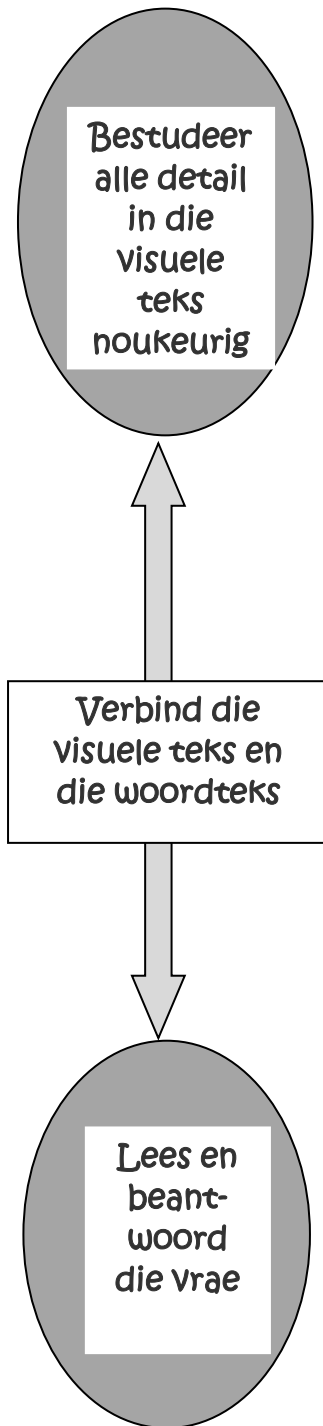 Bestudeer
alle detail
in die
visuele
teks
noukeurig
Verbind die
visuele teks en
die woordteks
Lees en
beant-
woord
die vrae